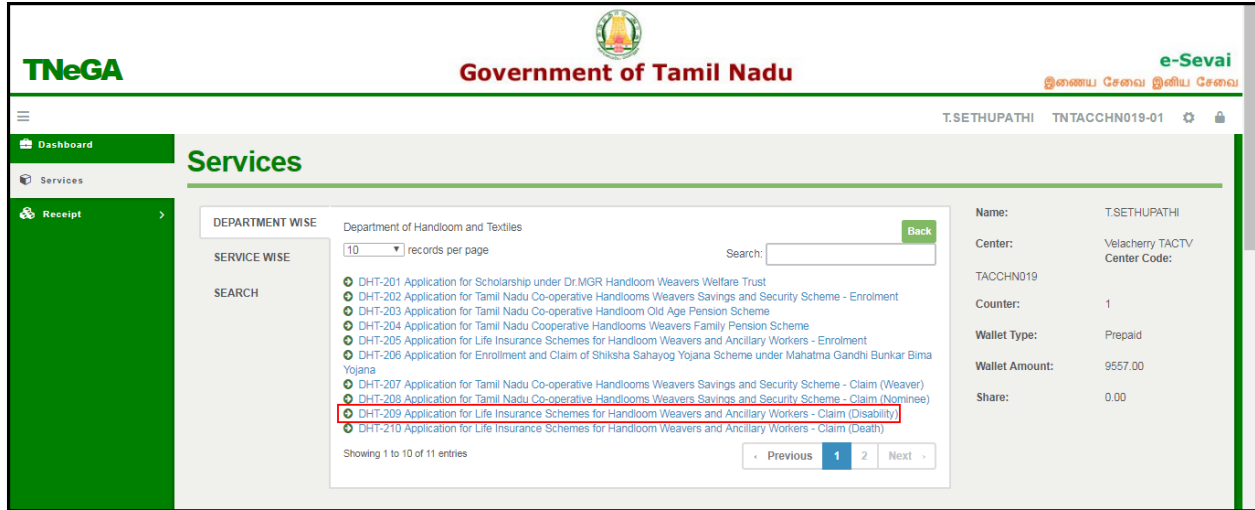 TNeGA
Government of Tamil Nadu
e-Sevai
இணைய சேவை இனிய சேவை
T.SETHUPATHI TNTACCHN019-01
Dashboard
Services
Receipt
Services
DEPARTMENT WISE
SERVICE WISE
SEARCH
Department of Handloom and Textiles
Back
10 records per page
Search:
DHT-201 Application for Scholarship under Dr.MGR Handloom Weavers Welfare Trust
DHT-202 Application for Tamil Nadu Co-operative Handlooms Weavers Savings and Security Scheme - Enrolment
DHT-203 Application for Tamil Nadu Co-operative Handloom Old Age Pension Scheme
DHT-204 Application for Tamil Nadu Cooperative Handlooms Weavers Family Pension Scheme
DHT-205 Application for Life Insurance Schemes for Handloom Weavers and Ancillary Workers - Enrolment
DHT-206 Application for Enrollment and Claim of Shiksha Sahayog Yojana Scheme under Mahatma Gandhi Bunkar Bima
Yojana
DHT-207 Application for Tamil Nadu Co-operative Handlooms Weavers Savings and Security Scheme - Claim (Weaver)
DHT-208 Application for Tamil Nadu Co-operative Handlooms Weavers Savings and Security Scheme - Claim (Nominee)
DHT-209 Application for Life Insurance Schemes for Handloom Weavers and Ancillary Workers - Claim (Disability)
DHT-210 Application for Life Insurance Schemes for Handloom Weavers and Ancillary Workers - Claim (Death)
Showing 1 to 10 of 11 entries
Previous 1 2 Next
Name: T.SETHUPATHI
Center: Velacherry TACTV
Center Code:
TACCHN019
Counter: 1
Wallet Type: Prepaid
Wallet Amount: 9557.00
Share: 0.00